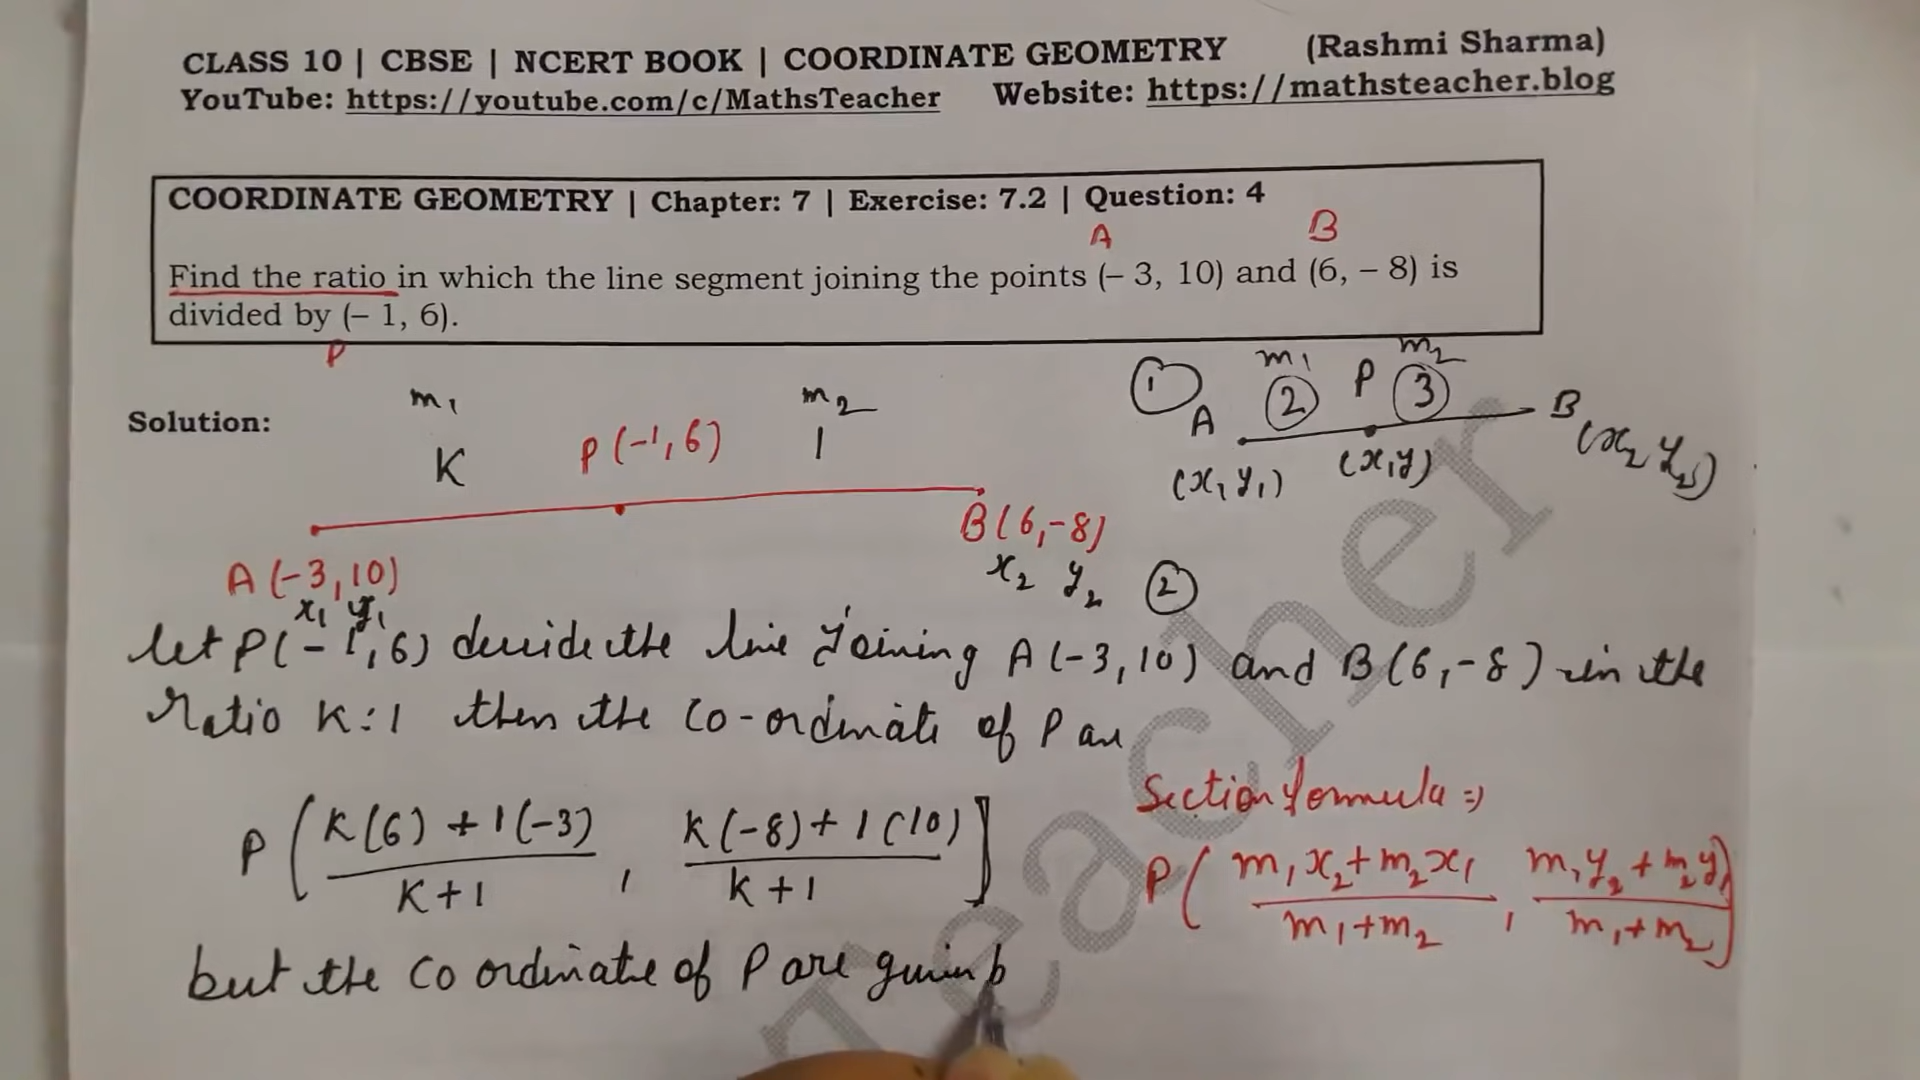 CLASS 10 | CBSE | NCERT BOOK | COORDINATE GEOMETRY (Rashmi Sharma)
YouTube: https://youtube.com/c/MathsTeacher Website: https://mathsteacher.blog
COORDINATE GEOMETRY | Chapter: 7 | Exercise: 7.2 | Question: 4
A B
Find the ratio in which the line segment joining the points (– 3, 10) and (6, – 8) is
divided by (– 1, 6).
P
Solution:
m₁ m₂
K P(-1,6) 1
A(-3,10) B(6,-8)
x₁ y₁ x₂ y₂
① m₁ m₂
A ② P ③ B
(x₁ y₁) (x,y) (x₂ y₂)
②
let P(-1,6) divide the line joining A(-3,10) and B(6,-8) in the
ratio K:1 then the co-ordinate of P are
P(K(6)+1(-3)/K+1, K(-8)+1(10)/K+1]
Section formula ⇒
P(m₁x₂+m₂x₁/m₁+m₂, m₁y₂+m₂y₁/m₁+m₂)
but the co ordinate of P are given b
Teacher